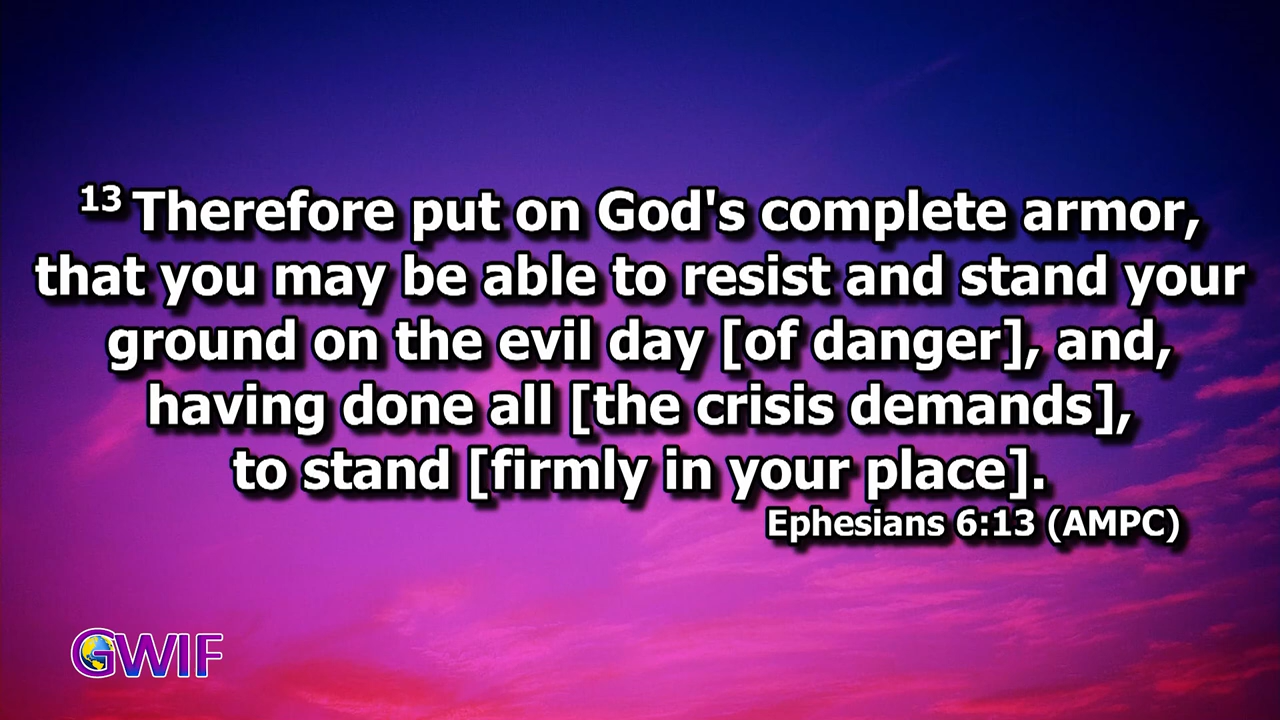 13 Therefore put on God's complete armor,
that you may be able to resist and stand your
ground on the evil day [of danger], and,
having done all [the crisis demands],
to stand [firmly in your place].
Ephesians 6:13 (AMPC)
GWIF